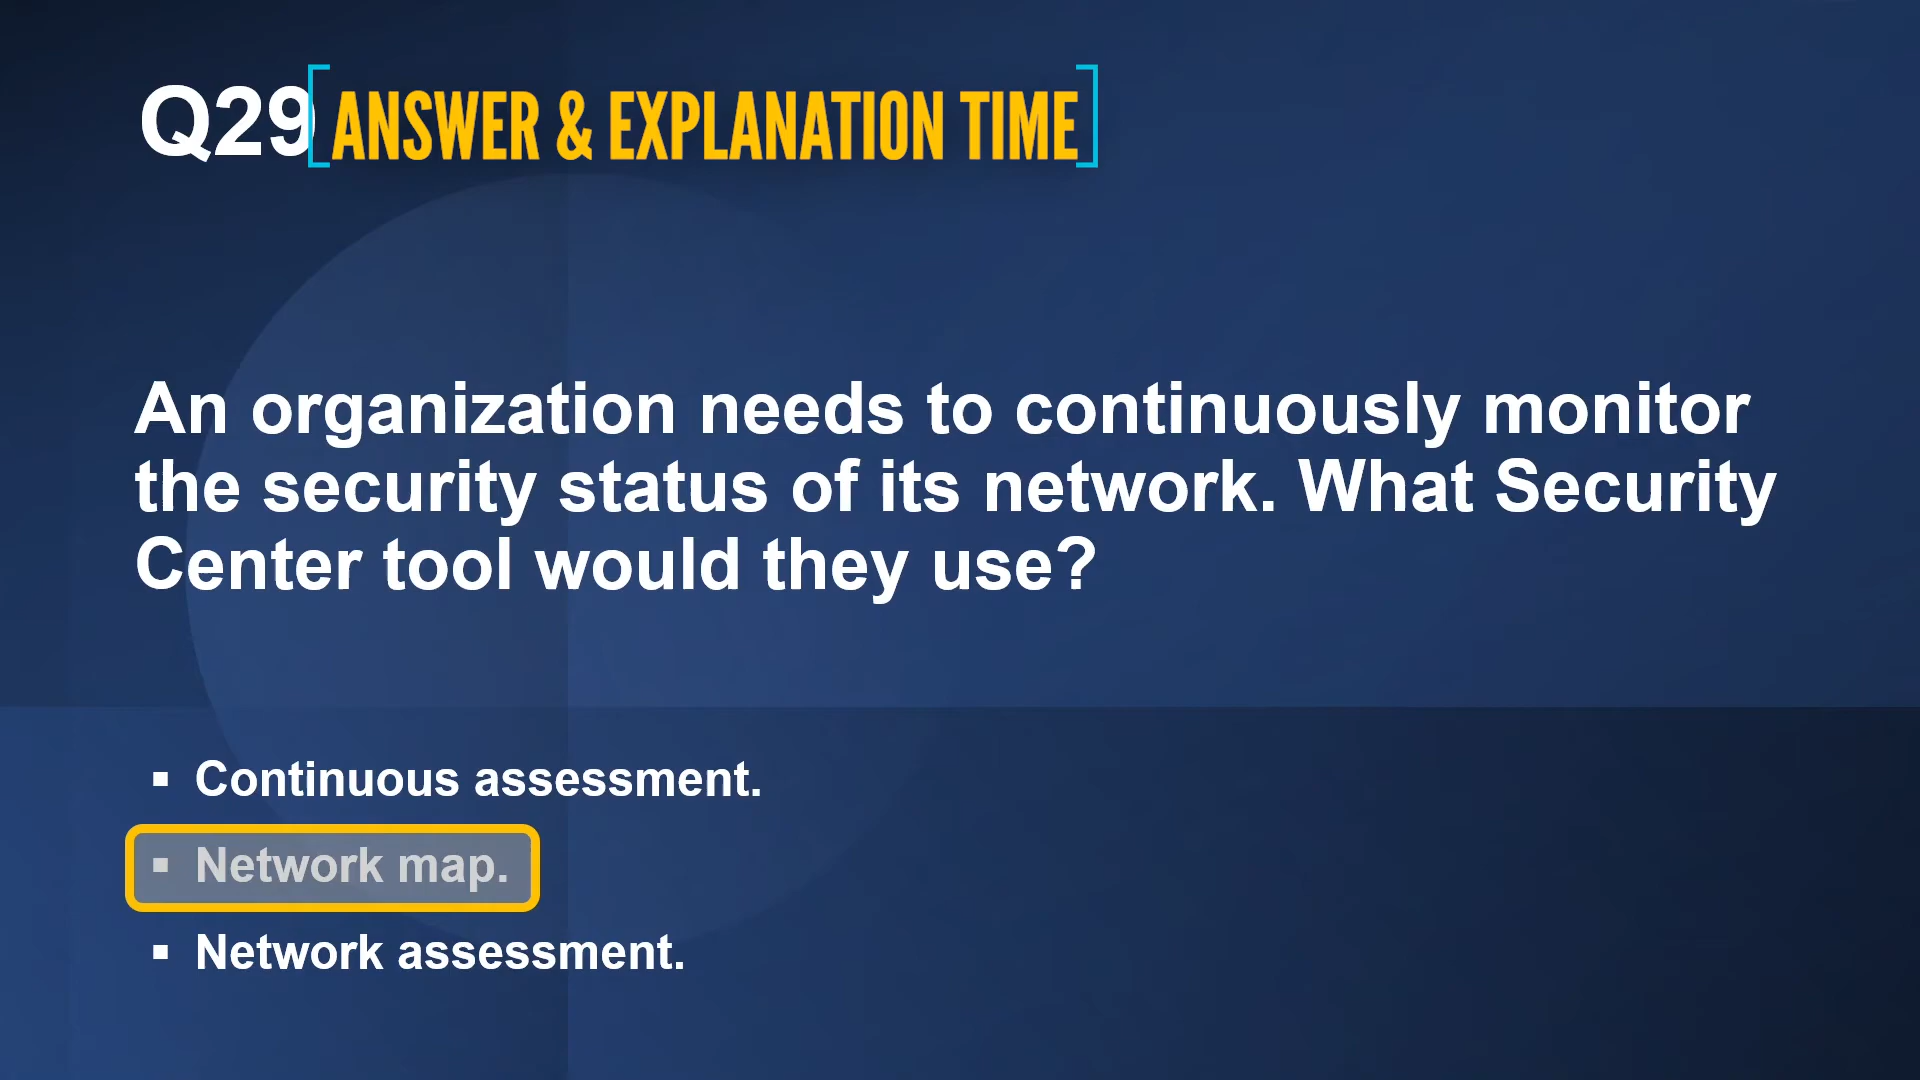 Q29 ANSWER & EXPLANATION TIME
An organization needs to continuously monitor
the security status of its network. What Security
Center tool would they use?
▪ Continuous assessment.
▪ Network map.
▪ Network assessment.